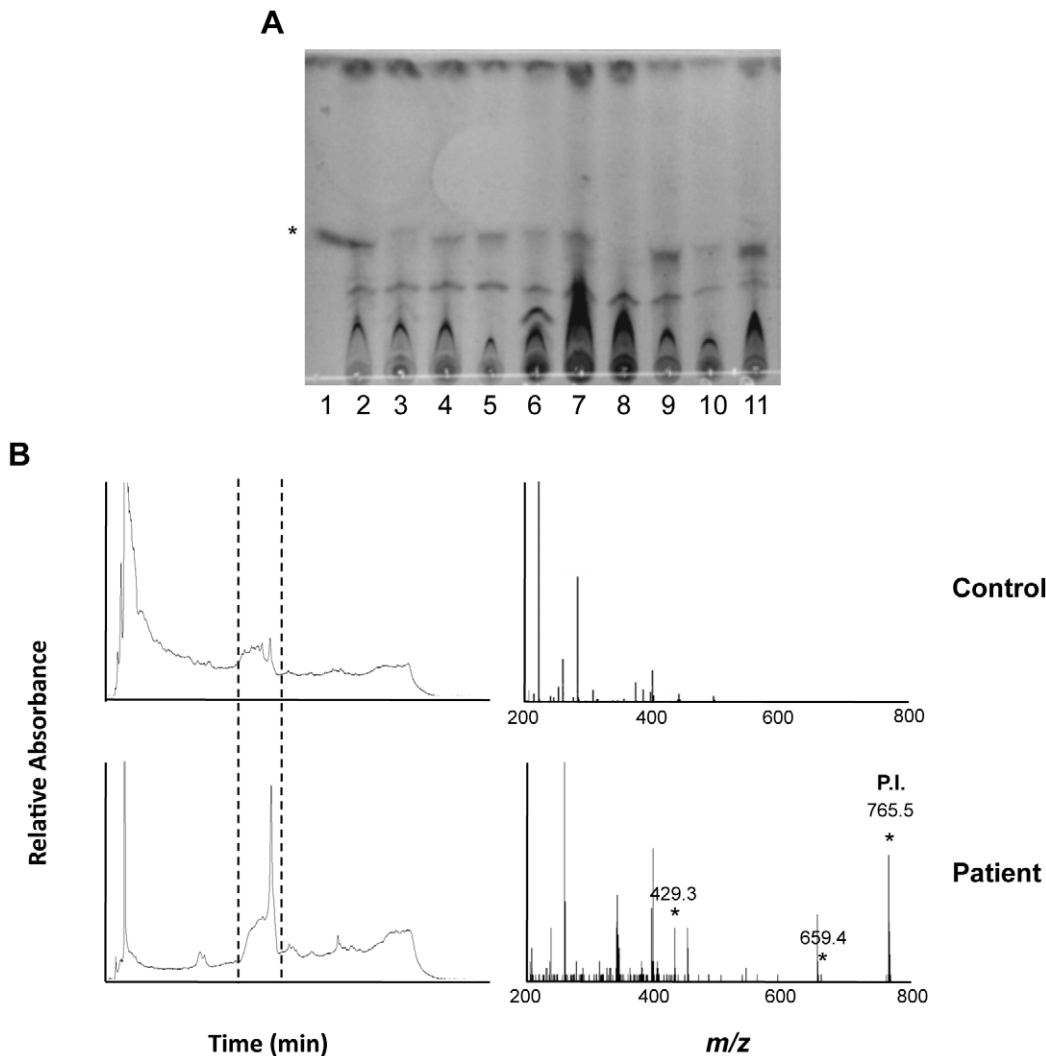 A
*
1 2 3 4 5 6 7 8 9 10 11
B
Relative Absorbance
200 400 600 800
Control
P.I.
765.5
*
429.3
*
659.4
*
Patient
200 400 600 800
Time (min)
m/z